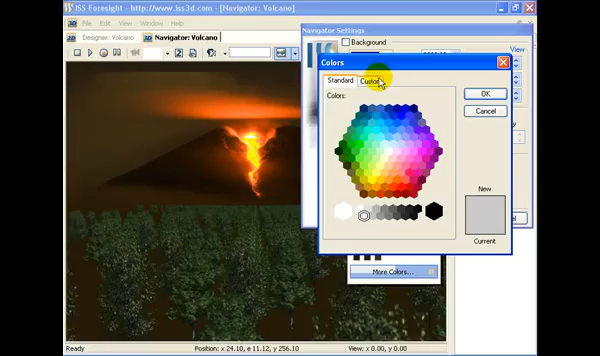 ISS Foresight - http://www.iss3d.com - [Navigator: Volcano]
File Edit View Window Help
Designer: Volcano Navigator: Volcano
Navigator Settings
ISS
Background
View
Colors
Standard Custom
Colors:
OK
Cancel
New
Current
More Colors...
Ready Position: x 24.10, e 11.12, y 256.10 View: x 0.00, y 0.00